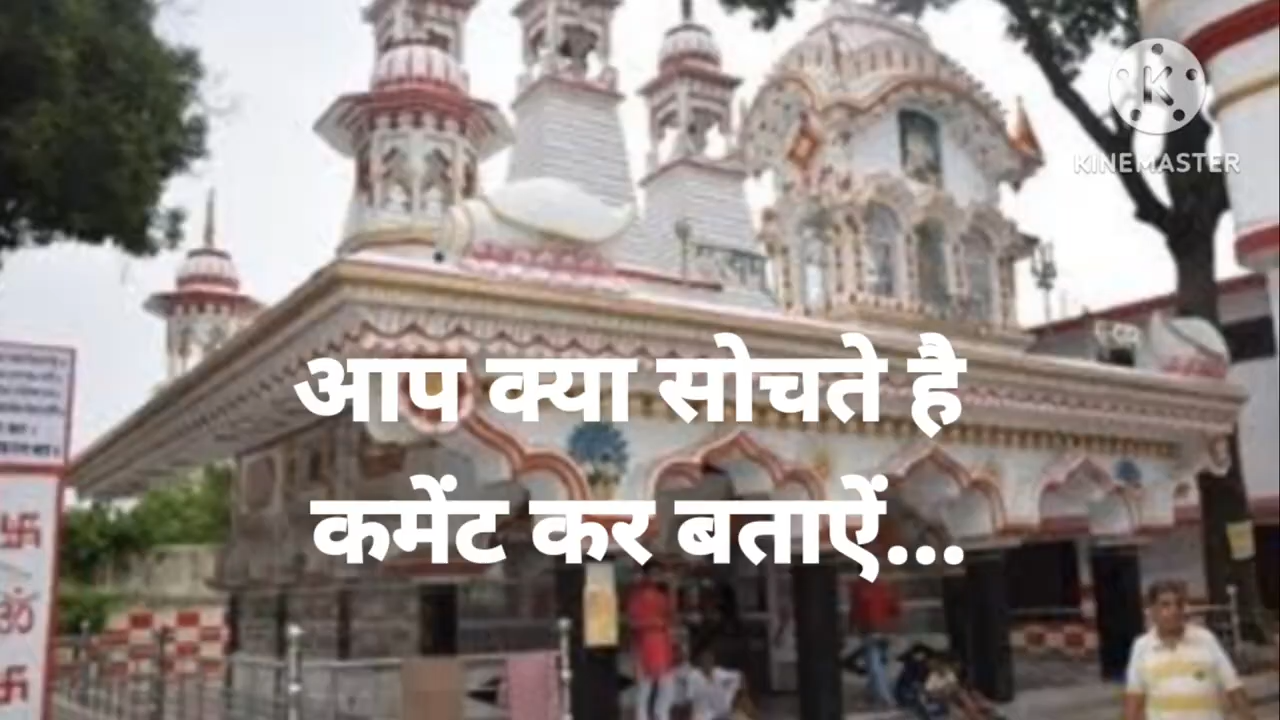 KINEMASTER
आप क्या सोचते है
कमेंट कर बताऐं...
ॐ